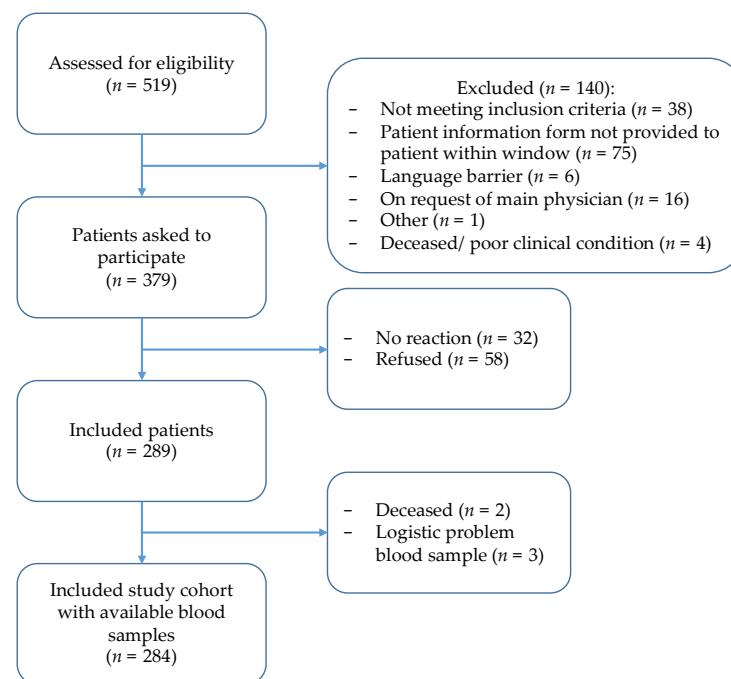 Assessed for eligibility
(n = 519)
Excluded (n = 140):
− Not meeting inclusion criteria (n = 38)
− Patient information form not provided to
patient within window (n = 75)
− Language barrier (n = 6)
− On request of main physician (n = 16)
− Other (n = 1)
− Deceased/ poor clinical condition (n = 4)
Patients asked to
participate
(n = 379)
− No reaction (n = 32)
− Refused (n = 58)
Included patients
(n = 289)
− Deceased (n = 2)
− Logistic problem
blood sample (n = 3)
Included study cohort
with available blood
samples
(n = 284)